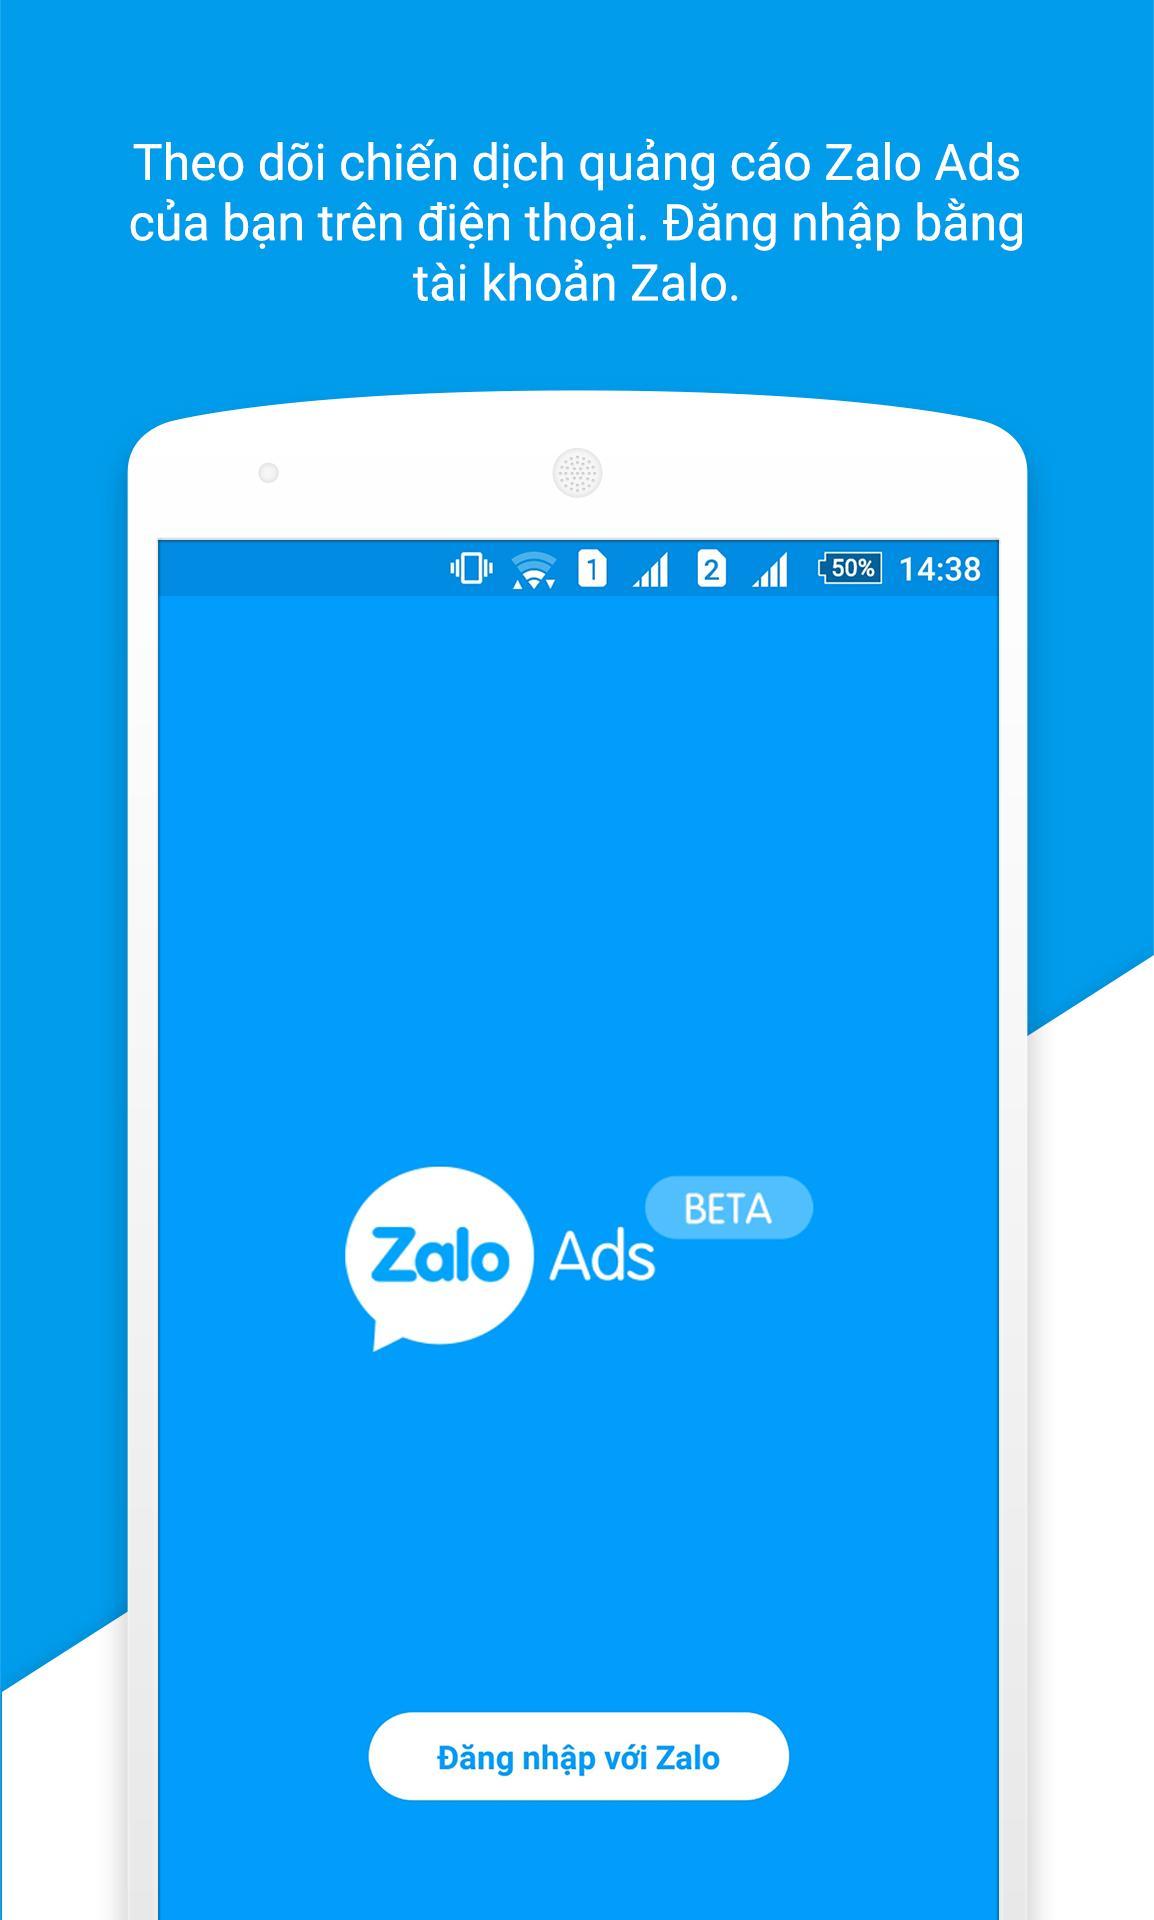 Theo dõi chiến dịch quảng cáo Zalo Ads
của bạn trên điện thoại. Đăng nhập bằng
tài khoản Zalo.
1 2 50% 14:38
Zalo Ads BETA
Đăng nhập với Zalo